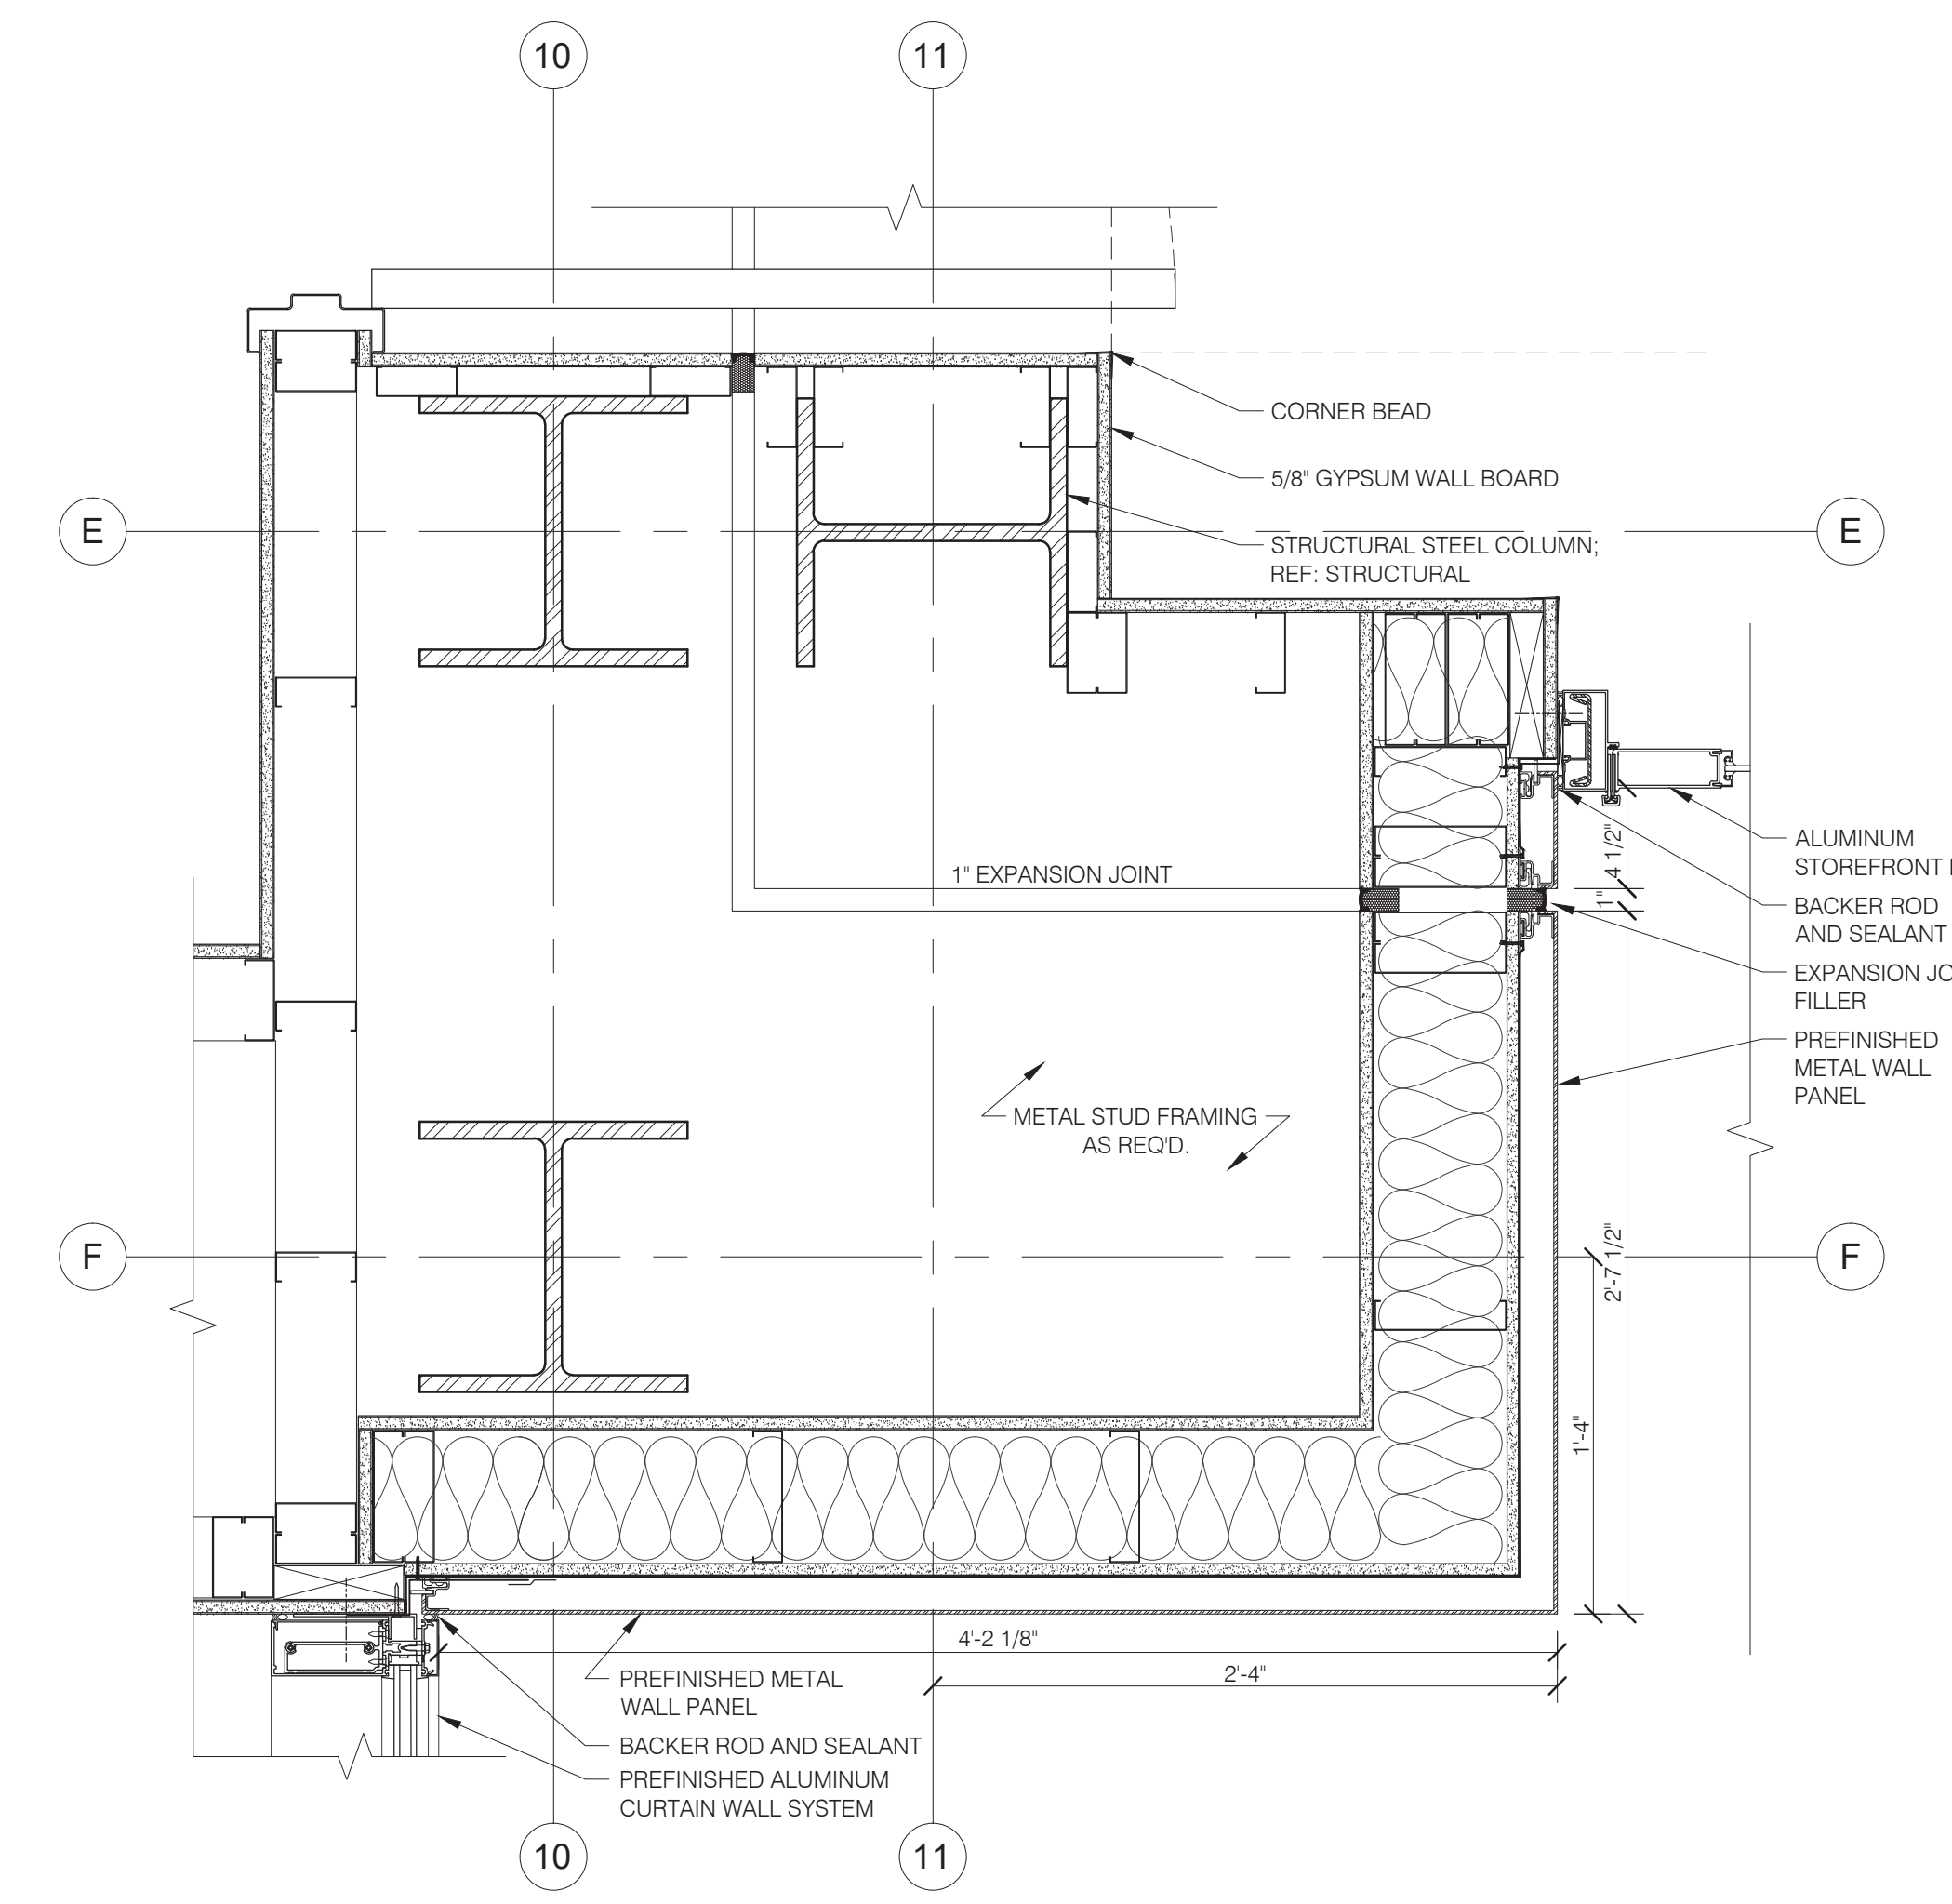 10
11
CORNER BEAD
5/8" GYPSUM WALL BOARD
E
E
STRUCTURAL STEEL COLUMN;
REF: STRUCTURAL
ALUMINUM
STOREFRONT
4 1/2"
1" EXPANSION JOINT
1"
BACKER ROD
AND SEALANT
EXPANSION
FILLER
PREFINISHED
METAL WALL
PANEL
METAL STUD FRAMING
AS REQ'D.
F
F
2'-7 1/2"
1'-4"
4'-2 1/8"
2'-4"
PREFINISHED METAL
WALL PANEL
BACKER ROD AND SEALANT
PREFINISHED ALUMINUM
CURTAIN WALL SYSTEM
10
11